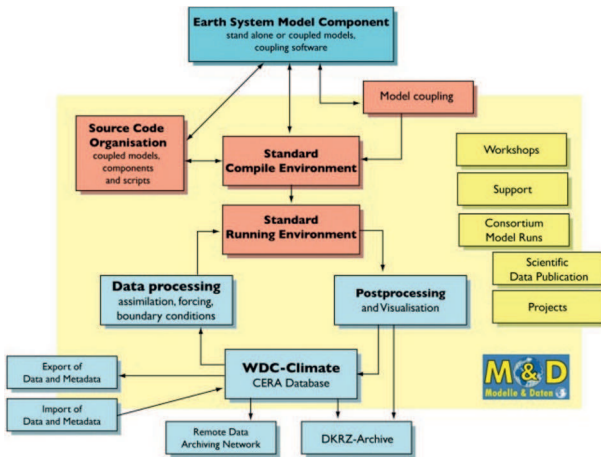 Earth System Model Component
stand alone or coupled models,
coupling software
Model coupling
Source Code
Organisation
coupled models,
components
and scripts
Standard
Compile Environment
Workshops
Support
Standard
Running Environment
Consortium
Model Runs
Scientific
Data Publication
Data processing
assimilation, forcing,
boundary conditions
Postprocessing
and Visualisation
Projects
Export of
Data and Metadata
WDC-Climate
CERA Database
M&D
Modelle & Daten
Import of
Data and Metadata
Remote Data
Archiving Network
DKRZ-Archive